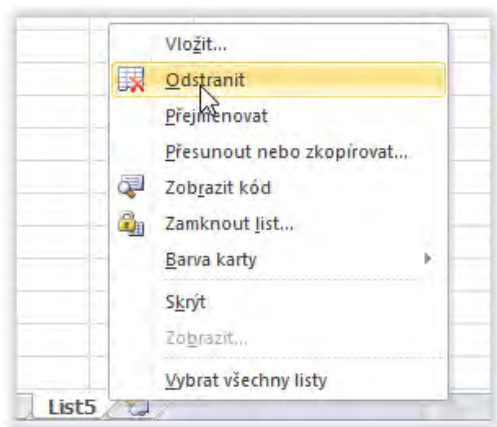 Vložit...
Odstranit
Přejmenovat
Přesunout nebo zkopírovat...
Zobrazit kód
Zamknout list...
Barva karty
Skrýt
Zobrazit...
Vybrat všechny listy
List5